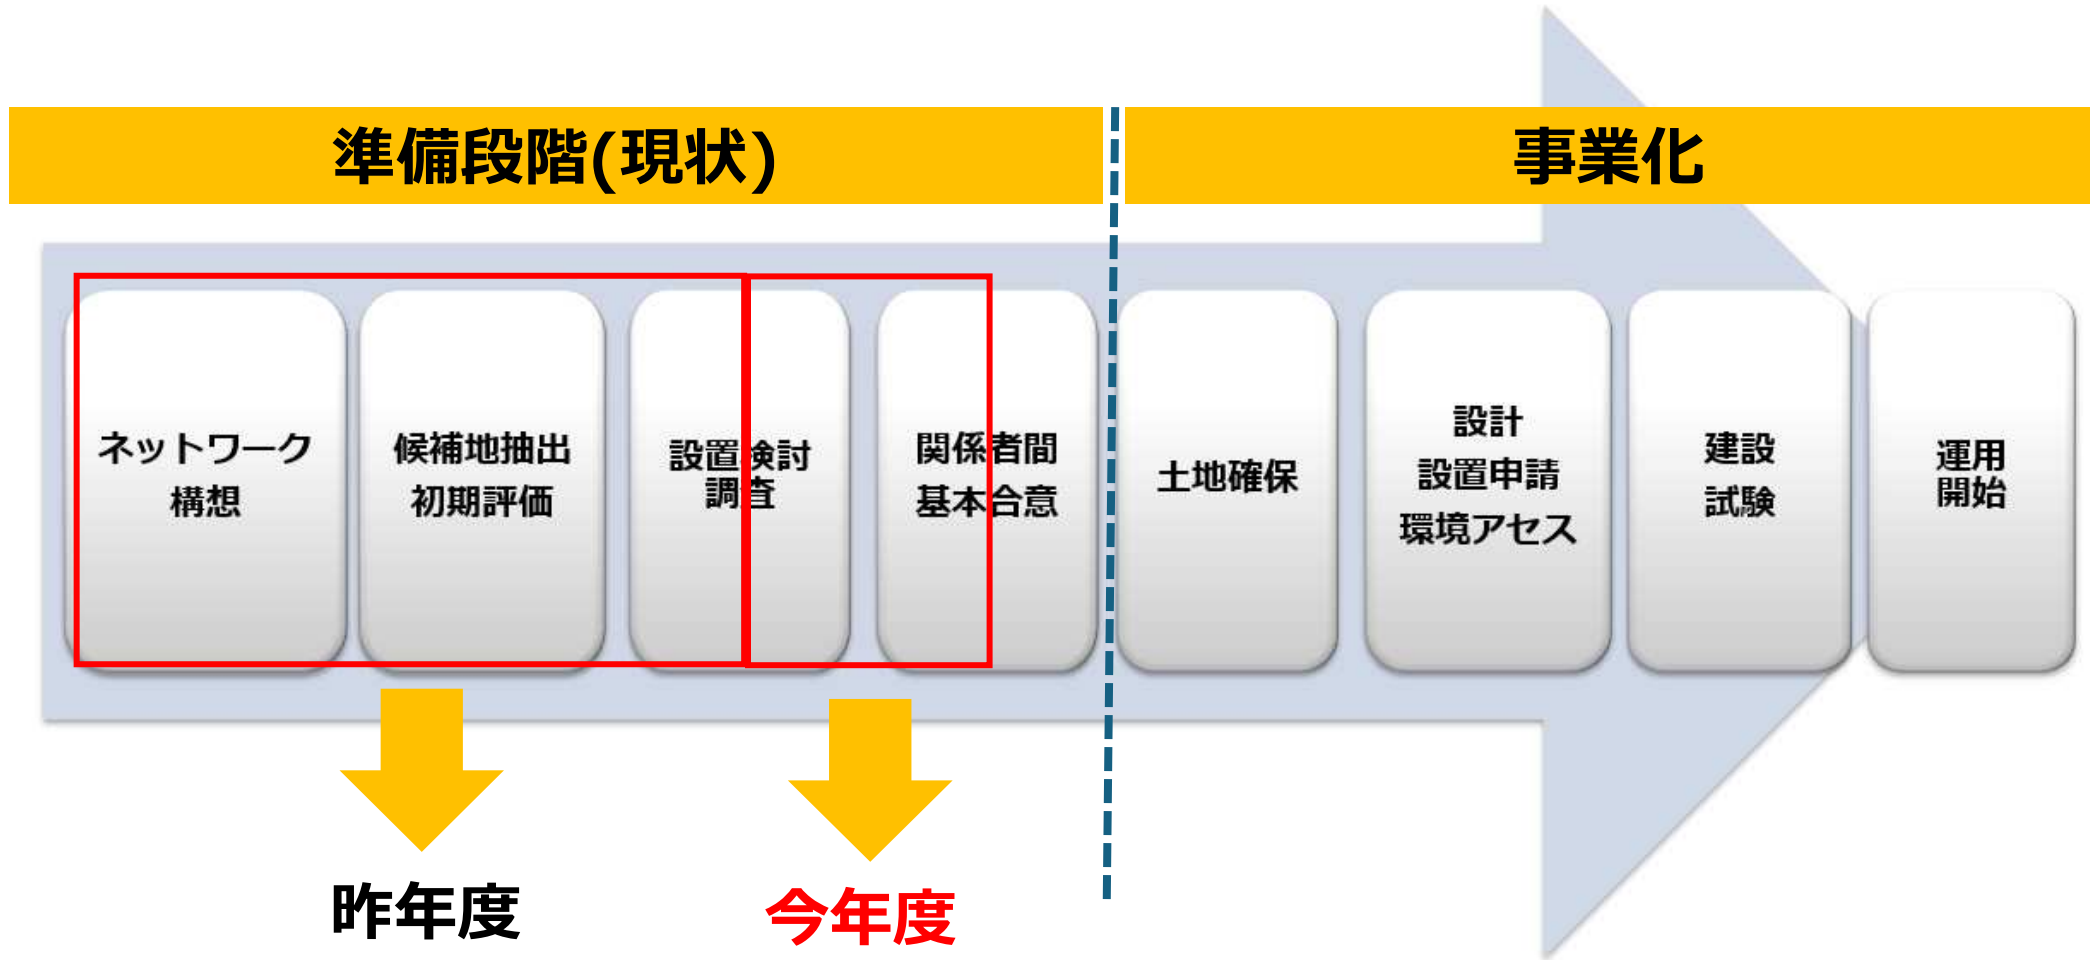 準備段階(現状)
事業化
ネットワーク
構想
候補地抽出
初期評価
設置検討
調査
関係者間
基本合意
土地確保
設計
設置申請
環境アセス
建設
試験
運用
開始
昨年度
今年度